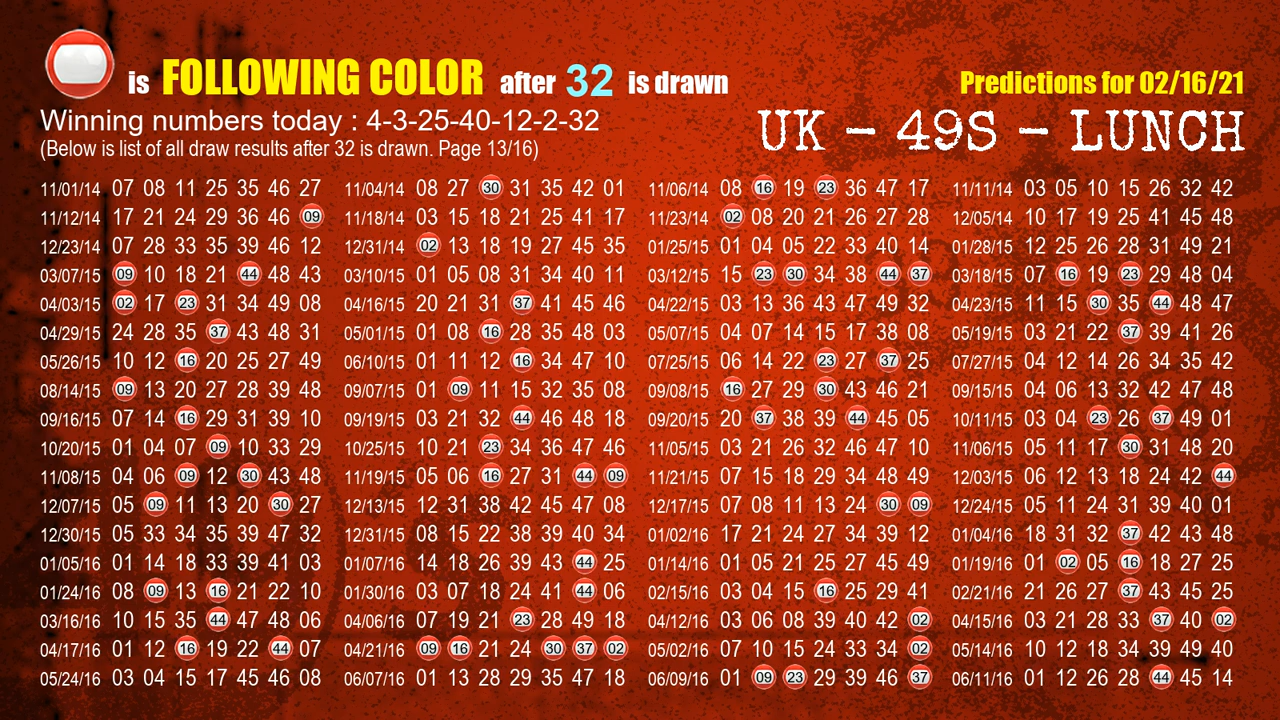 is FOLLOWING COLOR after 32 is drawn
Predictions for 02/16/21
Winning numbers today : 4-3-25-40-12-2-32
UK - 49S - LUNCH
(Below is list of all draw results after 32 is drawn. Page 13/16)
11/01/14 07 08 11 25 35 46 27 11/04/14 08 27 30 31 35 42 01 11/06/14 08 16 19 23 36 47 17 11/11/14 03 05 10 15 26 32 42
11/12/14 17 21 24 29 36 46 09 11/18/14 03 15 18 21 25 41 17 11/23/14 02 08 20 21 26 27 28 12/05/14 10 17 19 25 41 45 48
12/23/14 07 28 33 35 39 46 12 12/31/14 02 13 18 19 27 45 35 01/25/15 01 04 05 22 33 40 14 01/28/15 12 25 26 28 31 49 21
03/07/15 09 10 18 21 44 48 43 03/10/15 01 05 08 31 34 40 11 03/12/15 15 23 30 34 38 44 37 03/18/15 07 16 19 23 29 48 04
04/03/15 02 17 23 31 34 49 08 04/16/15 20 21 31 37 41 45 46 04/22/15 03 13 36 43 47 49 32 04/23/15 11 15 30 35 44 48 47
04/29/15 24 28 35 37 43 48 31 05/01/15 01 08 16 28 35 48 03 05/07/15 04 07 14 15 17 38 08 05/19/15 03 21 22 37 39 41 26
05/26/15 10 12 16 20 25 27 49 06/10/15 01 11 12 16 34 47 10 07/25/15 06 14 22 23 27 37 25 07/27/15 04 12 14 26 34 35 42
08/14/15 09 13 20 27 28 39 48 09/07/15 01 09 11 15 32 35 08 09/08/15 16 27 29 30 43 46 21 09/15/15 04 06 13 32 42 47 48
09/16/15 07 14 16 29 31 39 10 09/19/15 03 21 32 44 46 48 18 09/20/15 20 37 38 39 44 45 05 10/11/15 03 04 23 26 37 49 01
10/20/15 01 04 07 09 10 33 29 10/25/15 10 21 23 34 36 47 46 11/05/15 03 21 26 32 46 47 10 11/06/15 05 11 17 30 31 48 20
11/08/15 04 06 09 12 30 43 48 11/19/15 05 06 16 27 31 44 09 11/21/15 07 15 18 29 34 48 49 12/03/15 06 12 13 18 24 42 44
12/07/15 05 09 11 13 20 30 27 12/13/15 12 31 38 42 45 47 08 12/17/15 07 08 11 13 24 30 09 12/24/15 05 11 24 31 39 40 01
12/30/15 05 33 34 35 39 47 32 12/31/15 08 15 22 38 39 40 34 01/02/16 17 21 24 27 34 39 12 01/04/16 18 31 32 37 42 43 48
01/05/16 01 14 18 33 39 41 03 01/07/16 14 18 26 39 43 44 25 01/14/16 01 05 21 25 27 45 49 01/19/16 01 02 05 16 18 27 25
01/24/16 08 09 13 16 21 22 10 01/30/16 03 07 18 24 41 44 06 02/15/16 03 04 15 16 25 29 41 02/21/16 21 26 27 37 43 45 25
03/16/16 10 15 35 44 47 48 06 04/06/16 07 19 21 23 28 49 18 04/12/16 03 06 08 39 40 42 02 04/15/16 03 21 28 33 37 40 02
04/17/16 01 12 16 19 22 44 07 04/21/16 09 16 21 24 30 37 02 05/02/16 07 10 15 24 33 34 02 05/14/16 10 12 18 34 39 49 40
05/24/16 03 04 15 17 45 46 08 06/07/16 01 13 28 29 35 47 18 06/09/16 01 09 23 29 39 46 37 06/11/16 01 12 26 28 44 45 14